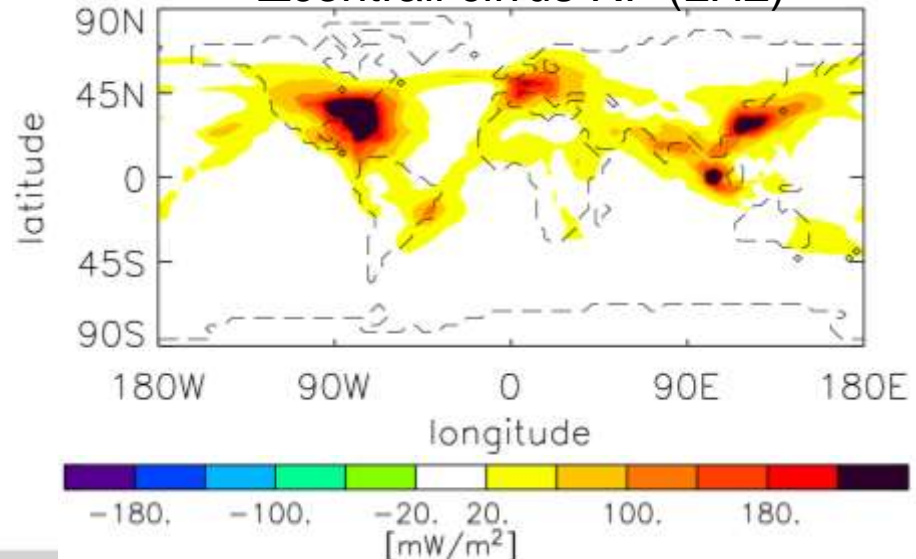 90N
45N
0
45S
90S
latitude
180W 90W 0 90E 180E
longitude
−180. −100. −20. 20. 100. 180.
[mW/m²]